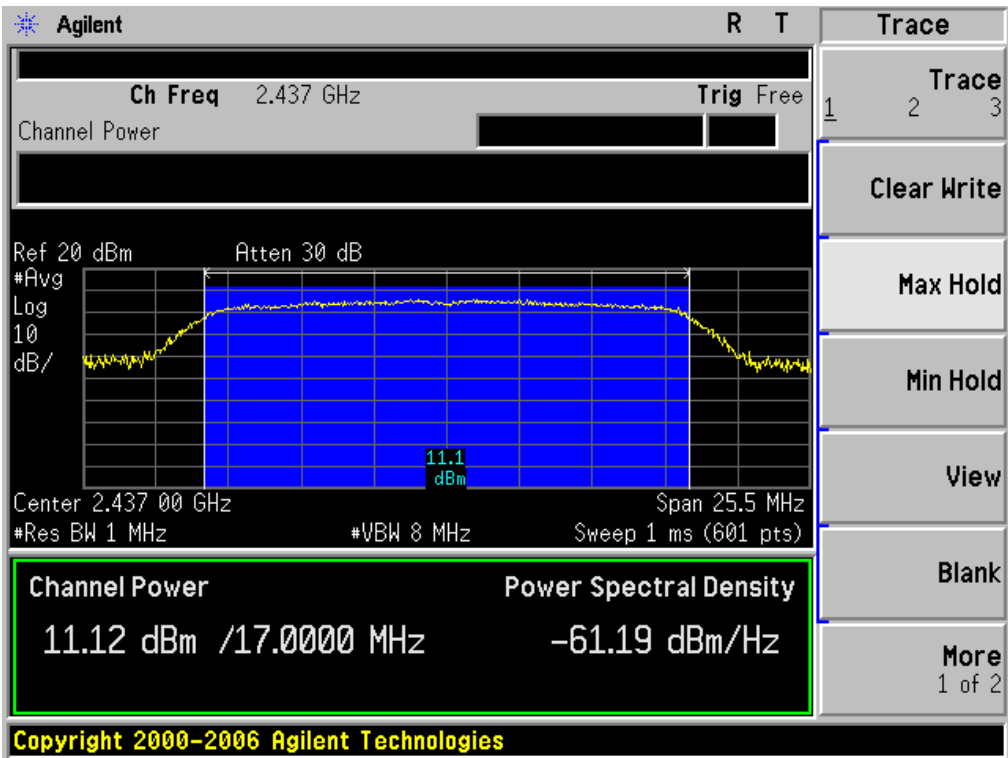 Agilent
R T
Trace
Ch Freq 2.437 GHz
Trig Free
Channel Power
Trace
1 2 3
Clear Write
Max Hold
Min Hold
View
Blank
More
1 of 2
Ref 20 dBm
Atten 30 dB
#Avg
Log
10
dB/
11.1
dBm
Center 2.437 00 GHz
Span 25.5 MHz
#Res BW 1 MHz
#VBW 8 MHz
Sweep 1 ms (601 pts)
Channel Power
Power Spectral Density
11.12 dBm /17.0000 MHz
-61.19 dBm/Hz
Copyright 2000-2006 Agilent Technologies